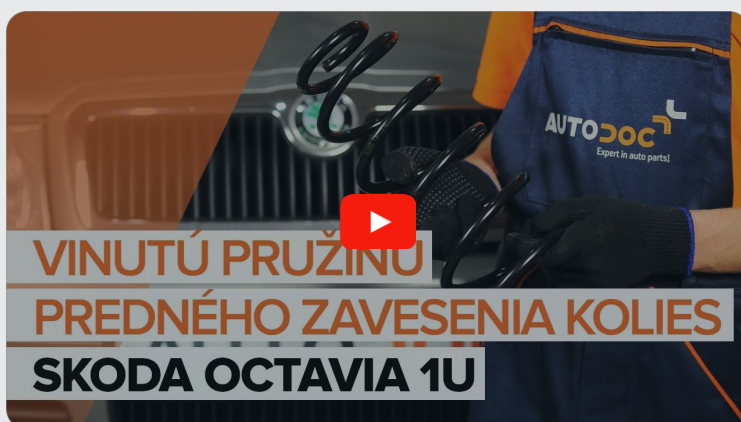 AUTODOC
Expert in auto parts!
VINUTÚ PRUŽINU
PREDNÉHO ZAVESENIA KOLIES
SKODA OCTAVIA 1U